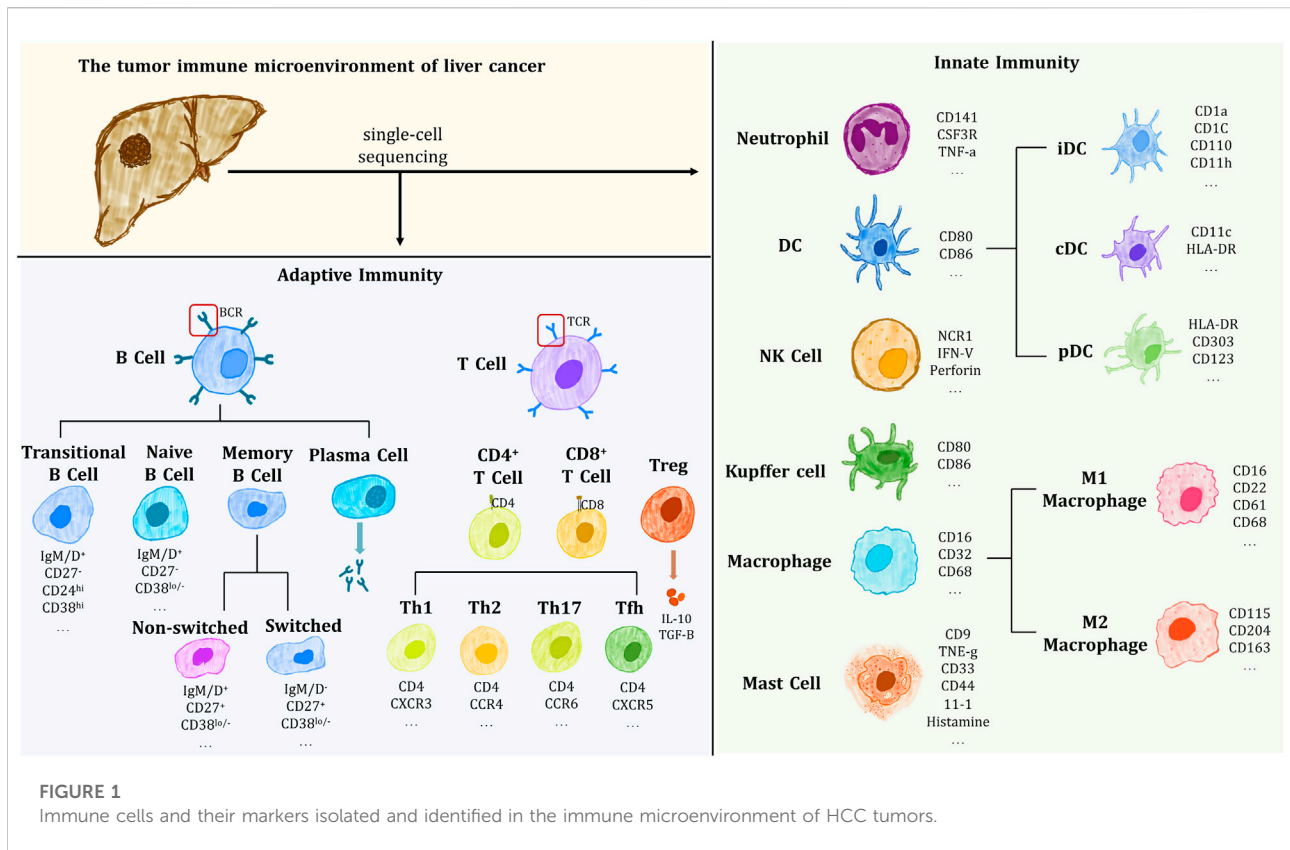 The tumor immune microenvironment of liver cancer
single-cell
sequencing
Adaptive Immunity
BCR
B Cell
TCR
T Cell
Transitional
B Cell
IgM/D⁺
CD27⁻
CD24ʰⁱ
CD38ʰⁱ
...
Naive
B Cell
IgM/D⁺
CD27⁻
CD38ˡᵒ/⁻
...
Memory
B Cell
Plasma Cell
Non-switched
IgM/D⁺
CD27⁺
CD38ˡᵒ/⁻
...
Switched
IgM/D⁻
CD27⁺
CD38ˡᵒ/⁻
...
CD4⁺
T Cell
CD4
CD8⁺
T Cell
CD8
Treg
IL-10
TGF-B
Th1
CD4
CXCR3
...
Th2
CD4
CCR4
...
Th17
CD4
CCR6
...
Tfh
CD4
CXCR5
...
Innate Immunity
Neutrophil
CD141
CSF3R
TNF-a
...
DC
CD80
CD86
...
iDC
CD1a
CD1C
CD110
CD11h
...
cDC
CD11c
HLA-DR
...
pDC
HLA-DR
CD303
CD123
...
NK Cell
NCR1
IFN-V
Perforin
...
Kupffer cell
CD80
CD86
...
Macrophage
CD16
CD32
CD68
...
M1
Macrophage
CD16
CD22
CD61
CD68
...
M2
Macrophage
CD115
CD204
CD163
...
Mast Cell
CD9
TNE-g
CD33
CD44
11-1
Histamine
...
FIGURE 1
Immune cells and their markers isolated and identified in the immune microenvironment of HCC tumors.